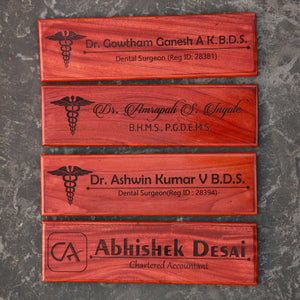 Dr. Gowtham Ganesh A K.B.D.S.
Dental Surgeon (Reg ID: 28381)
Dr. Amrapali S. Ingale
B.H.M.S. P.G.D.E.M.S.
Dr. Ashwin Kumar V B.D.S.
Dental Surgeon(Reg ID : 28394)
CA
Abhishek Desai
Chartered Accountant